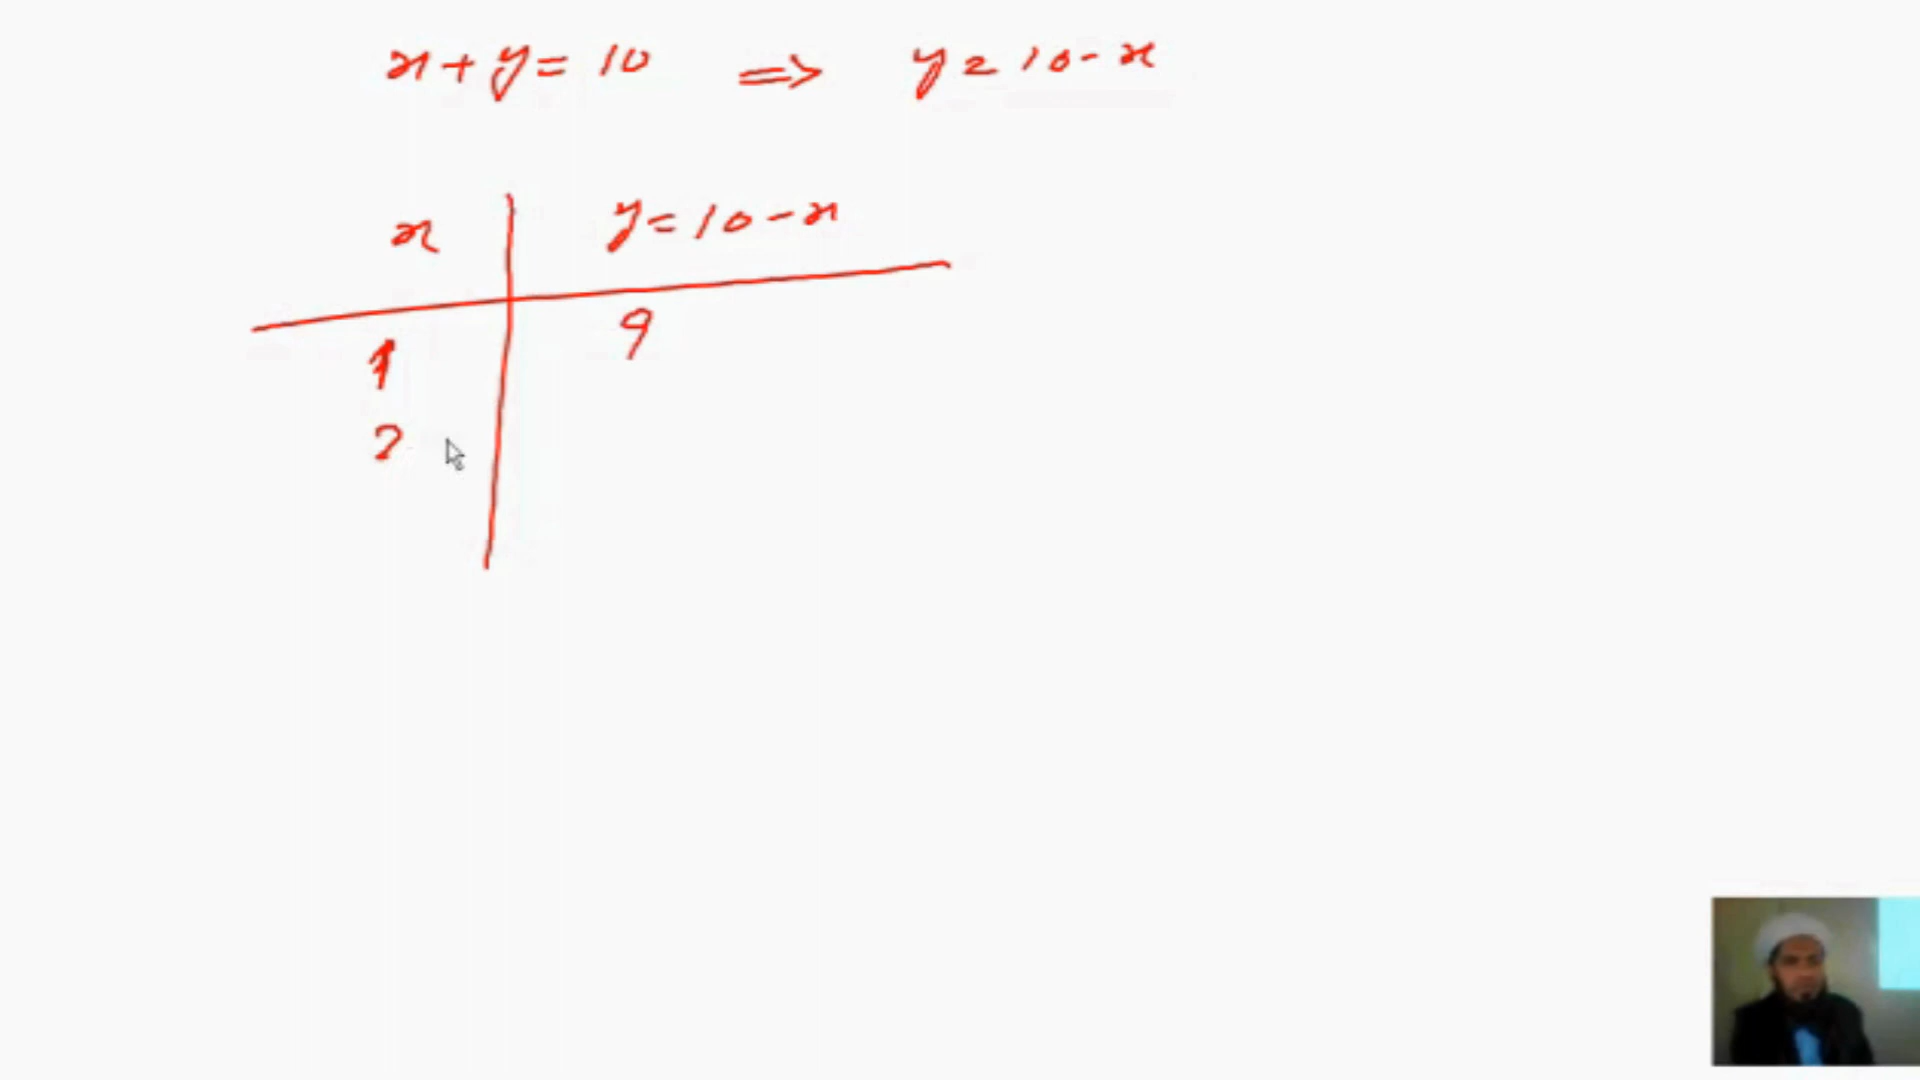 x + y = 10 => y = 10 - x
x y = 10 - x
1 9
2